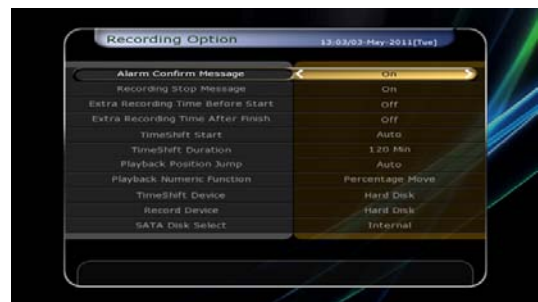 Recording Option 13:03/03-May-2011[Tue]
Alarm Confirm Message On
Recording Stop Message On
Extra Recording Time Before Start Off
Extra Recording Time After Finish Off
TimeShift Start Auto
TimeShift Duration 120 Min
Playback Position Jump Auto
Playback Numeric Function Percentage Move
TimeShift Device Hard Disk
Record Device Hard Disk
SATA Disk Select Internal